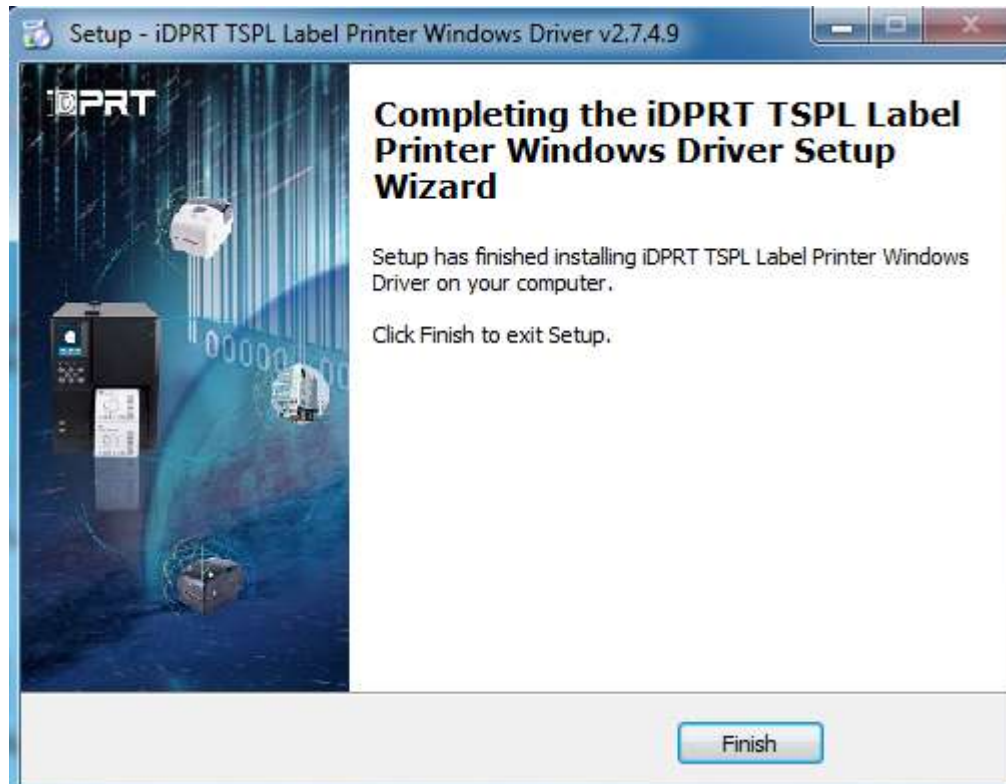 Setup - iDPRT TSPL Label Printer Windows Driver v2.7.4.9
iDPRT
Completing the iDPRT TSPL Label
Printer Windows Driver Setup
Wizard
Setup has finished installing iDPRT TSPL Label Printer Windows
Driver on your computer.
Click Finish to exit Setup.
Finish